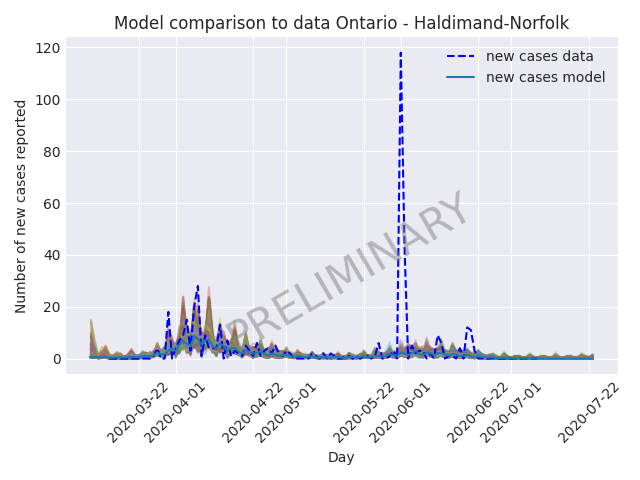 Model comparison to data Ontario - Haldimand-Norfolk
120
100
80
60
40
20
0
Number of new cases reported
new cases data
new cases model
PRELIMINARY
2020-03-22
2020-04-01
2020-04-22
2020-05-01
2020-05-22
2020-06-01
2020-06-22
2020-07-01
2020-07-22
Day